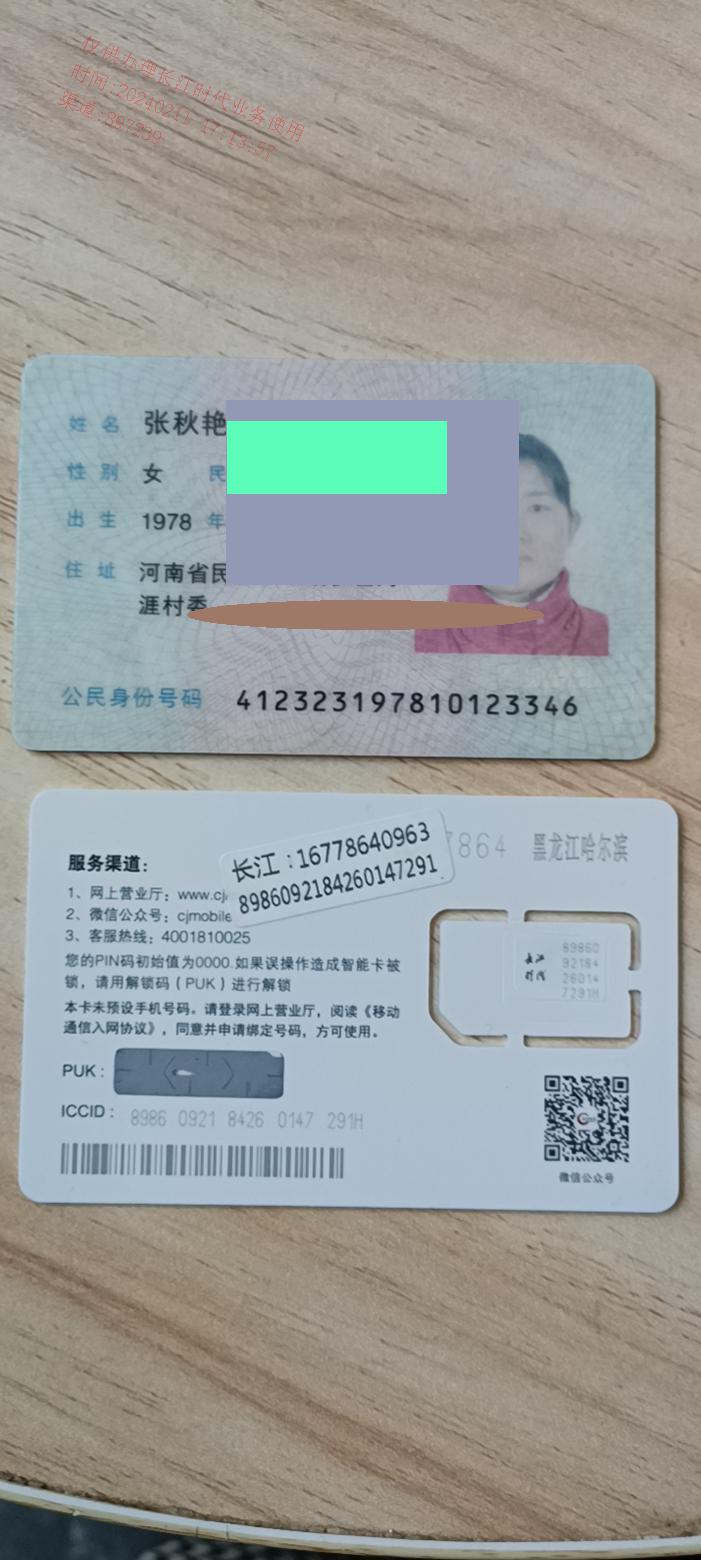 仅供办理长江时代业务使用
时间:20240211 17:13:57
渠道:897239
姓名 张秋艳
性别 女 民
出生 1978 年
住址 河南省民
涯村委
公民身份号码 412323197810123346
长江：16778640963
8986092184260147291
7864 黑龙江哈尔滨
服务渠道：
1、网上营业厅：www.cj
2、微信公众号：cjmobile
3、客服热线：4001810025
您的PIN码初始值为0000.如果误操作造成智能卡被
锁，请用解锁码（PUK）进行解锁
本卡未预设手机号码。请登录网上营业厅，阅读《移动
通信入网协议》，同意并申请绑定号码，方可使用。
长江
时代
89860
92184
26014
7291H
PUK：
ICCID：8986 0921 8426 0147 291H
微信公众号